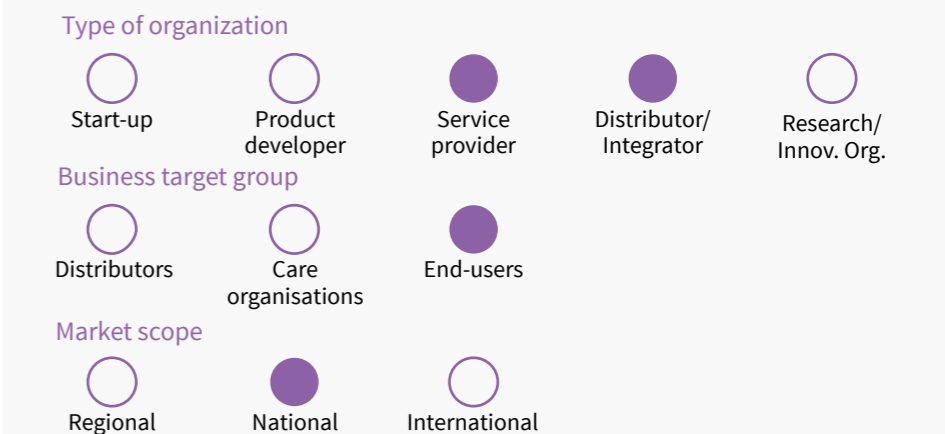 Type of organization
Start-up
Product
developer
Service
provider
Distributor/
Integrator
Research/
Innov. Org.
Business target group
Distributors
Care
organisations
End-users
Market scope
Regional
National
International